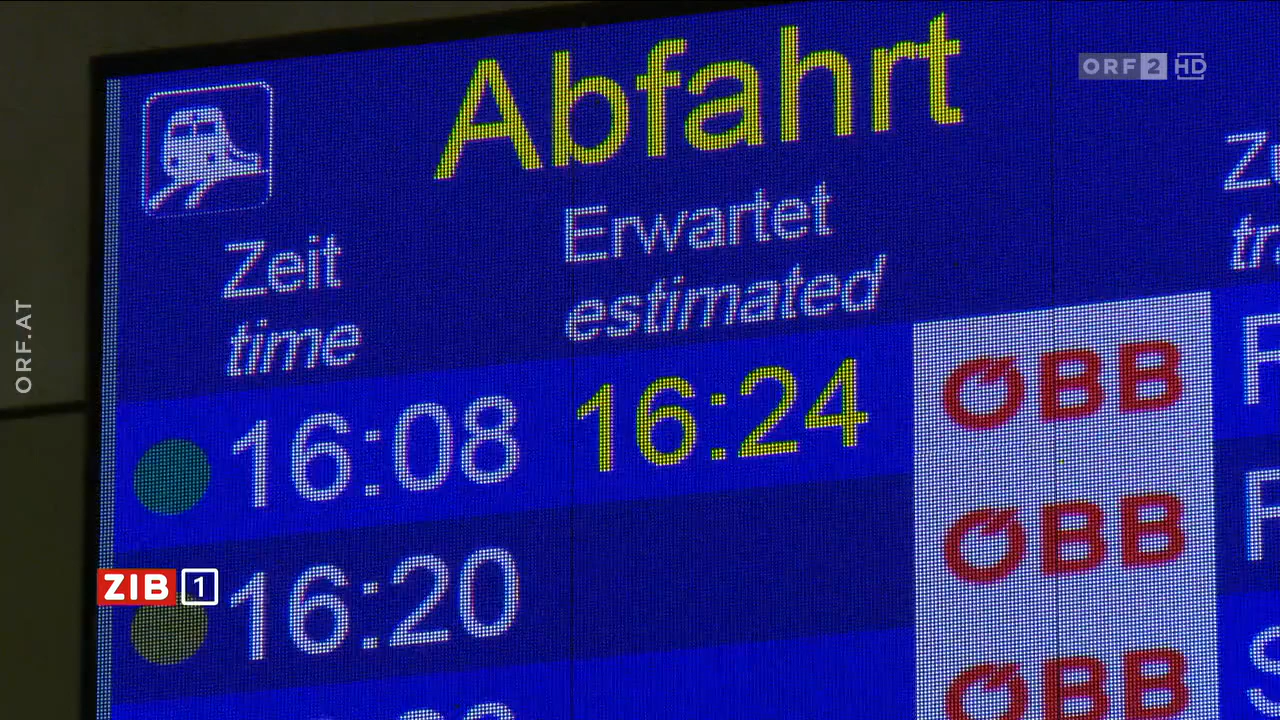 Abfahrt
ORF 2 HD
Zeit Erwartet
time estimated
16:08 16:24 ÖBB
16:20 ÖBB
ÖBB
ZIB 1
ORF.AT